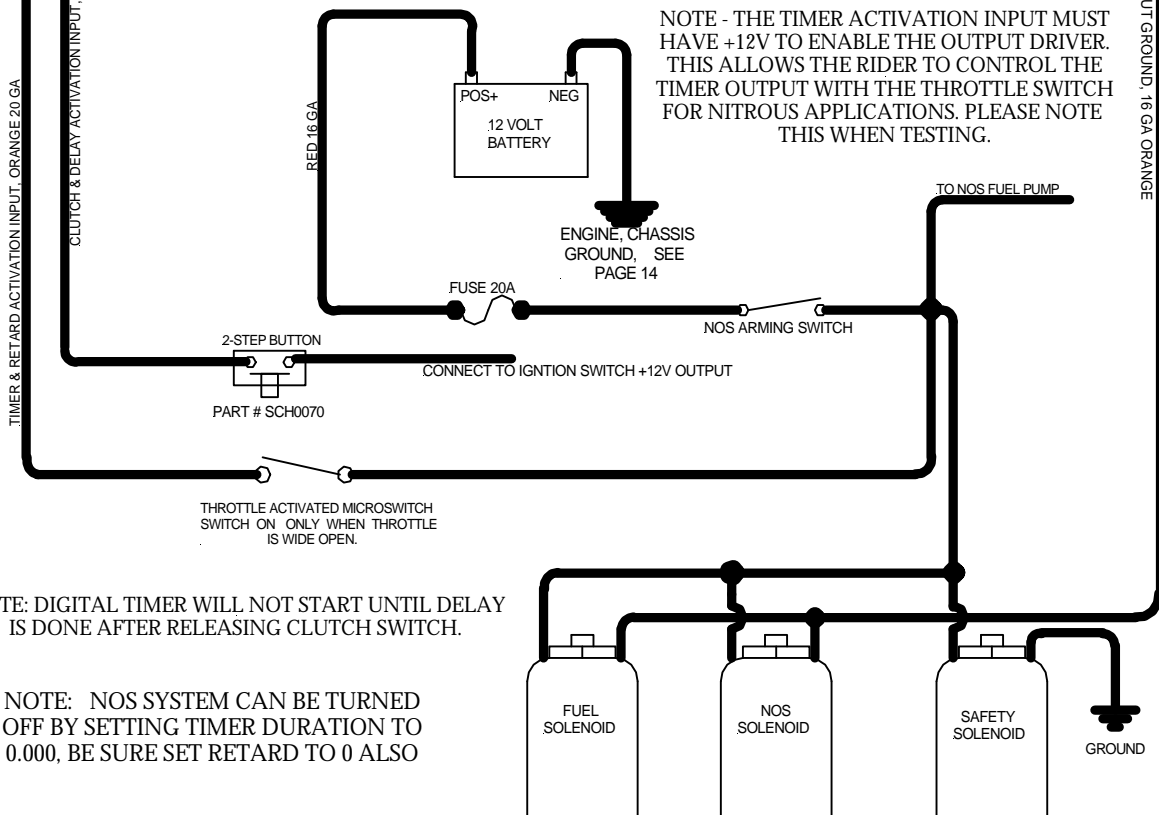 NOTE - THE TIMER ACTIVATION INPUT MUST
HAVE +12V TO ENABLE THE OUTPUT DRIVER.
THIS ALLOWS THE RIDER TO CONTROL THE
TIMER OUTPUT WITH THE THROTTLE SWITCH
FOR NITROUS APPLICATIONS. PLEASE NOTE
THIS WHEN TESTING.
TIMER & RETARD ACTIVATION INPUT, ORANGE 20 GA
CLUTCH & DELAY ACTIVATION INPUT,
RED 16 GA
POS+ NEG
12 VOLT
BATTERY
UT GROUND, 16 GA ORANGE
TO NOS FUEL PUMP
ENGINE, CHASSIS
GROUND, SEE
PAGE 14
FUSE 20A
NOS ARMING SWITCH
2-STEP BUTTON
CONNECT TO IGNTION SWITCH +12V OUTPUT
PART # SCH0070
THROTTLE ACTIVATED MICROSWITCH
SWITCH ON ONLY WHEN THROTTLE
IS WIDE OPEN.
TE: DIGITAL TIMER WILL NOT START UNTIL DELAY
IS DONE AFTER RELEASING CLUTCH SWITCH.
NOTE: NOS SYSTEM CAN BE TURNED
OFF BY SETTING TIMER DURATION TO
0.000, BE SURE SET RETARD TO 0 ALSO
FUEL
SOLENOID
NOS
SOLENOID
SAFETY
SOLENOID
GROUND